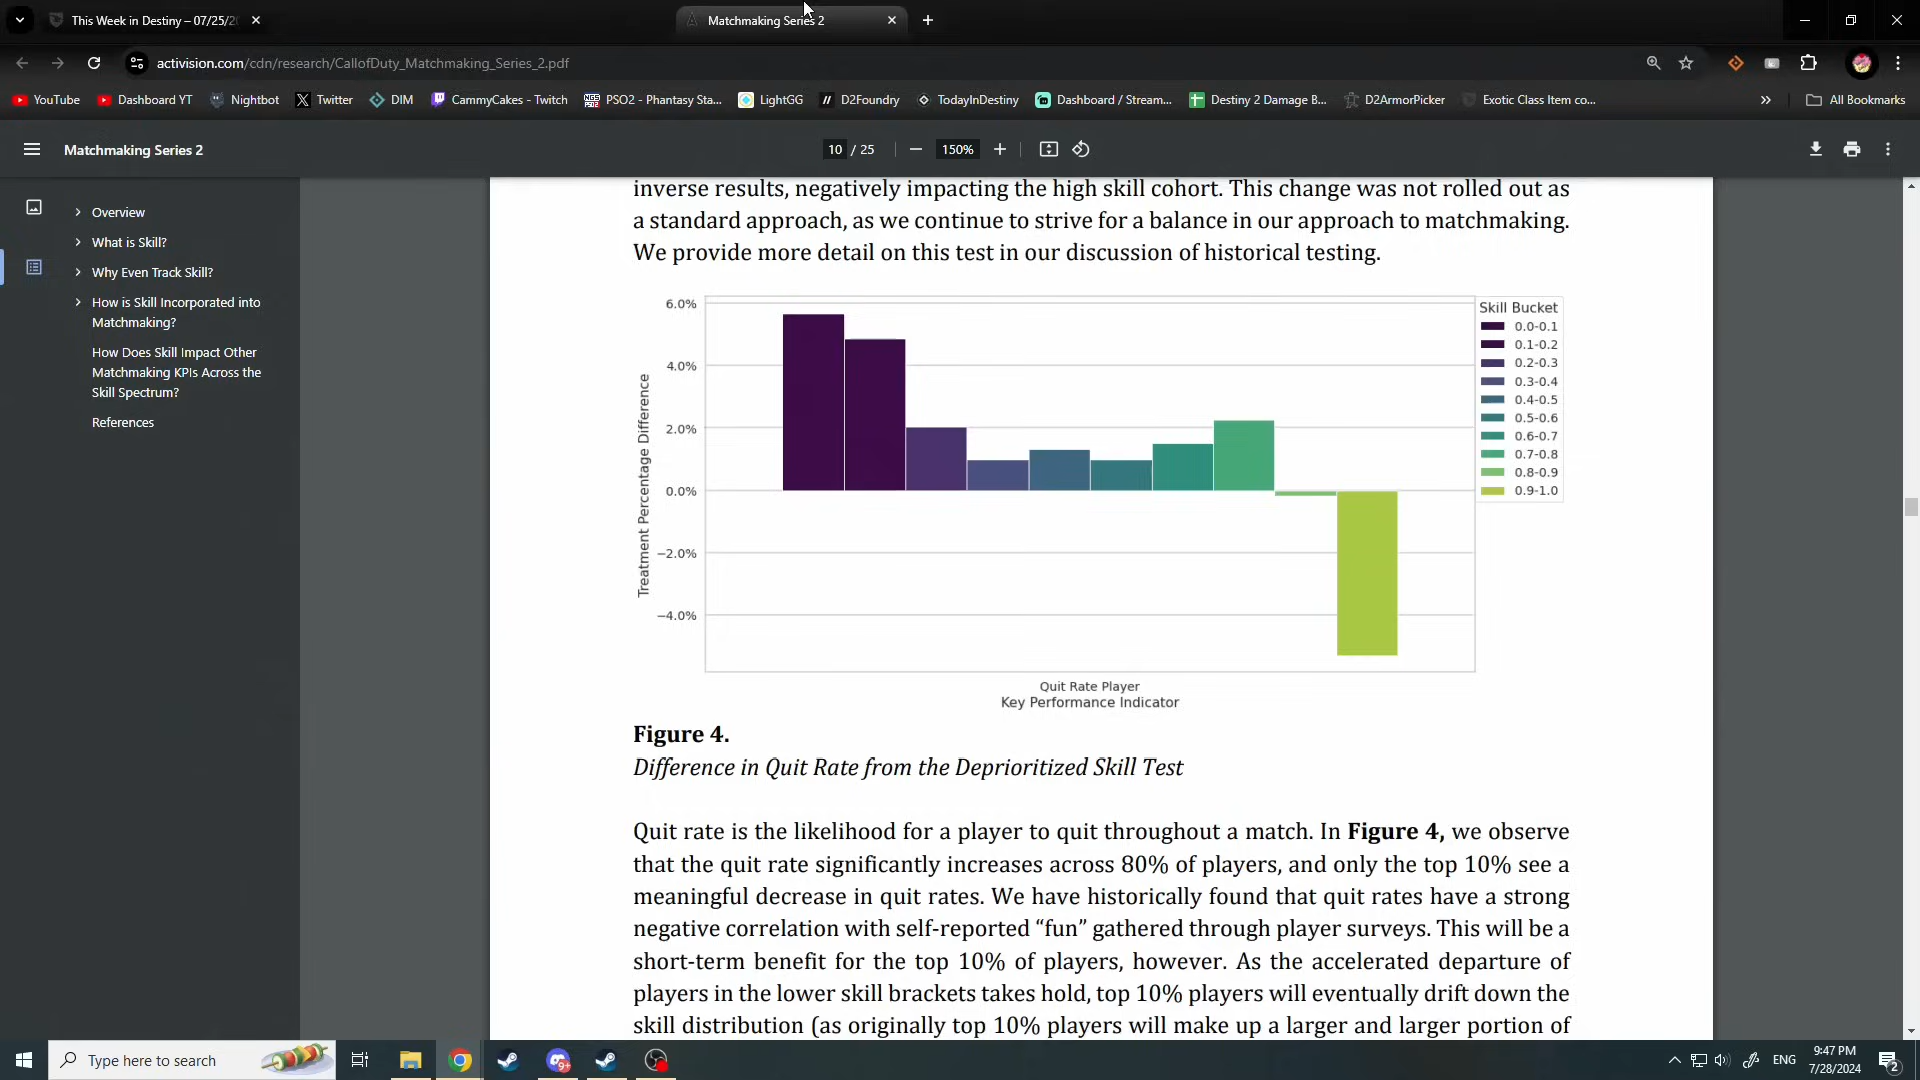 This Week in Destiny – 07/25/2
Matchmaking Series 2
activision.com/cdn/research/CallofDuty_Matchmaking_Series_2.pdf
YouTube
Dashboard YT
Nightbot
Twitter
DIM
CammyCakes - Twitch
PSO2 - Phantasy Sta...
LightGG
D2Foundry
TodayInDestiny
Dashboard / Stream...
Destiny 2 Damage B...
D2ArmorPicker
Exotic Class Item co...
All Bookmarks
Matchmaking Series 2
10 / 25
150%
Overview
What is Skill?
Why Even Track Skill?
How is Skill Incorporated into
Matchmaking?
How Does Skill Impact Other
Matchmaking KPIs Across the
Skill Spectrum?
References
inverse results, negatively impacting the high skill cohort. This change was not rolled out as
a standard approach, as we continue to strive for a balance in our approach to matchmaking.
We provide more detail on this test in our discussion of historical testing.
Treatment Percentage Difference
6.0%
4.0%
2.0%
0.0%
−2.0%
−4.0%
Skill Bucket
0.0-0.1
0.1-0.2
0.2-0.3
0.3-0.4
0.4-0.5
0.5-0.6
0.6-0.7
0.7-0.8
0.8-0.9
0.9-1.0
Quit Rate Player
Key Performance Indicator
Figure 4.
Difference in Quit Rate from the Deprioritized Skill Test
Quit rate is the likelihood for a player to quit throughout a match. In Figure 4, we observe
that the quit rate significantly increases across 80% of players, and only the top 10% see a
meaningful decrease in quit rates. We have historically found that quit rates have a strong
negative correlation with self-reported “fun” gathered through player surveys. This will be a
short-term benefit for the top 10% of players, however. As the accelerated departure of
players in the lower skill brackets takes hold, top 10% players will eventually drift down the
skill distribution (as originally top 10% players will make up a larger and larger portion of
Type here to search
9+
ENG
9:47 PM
7/28/2024
2